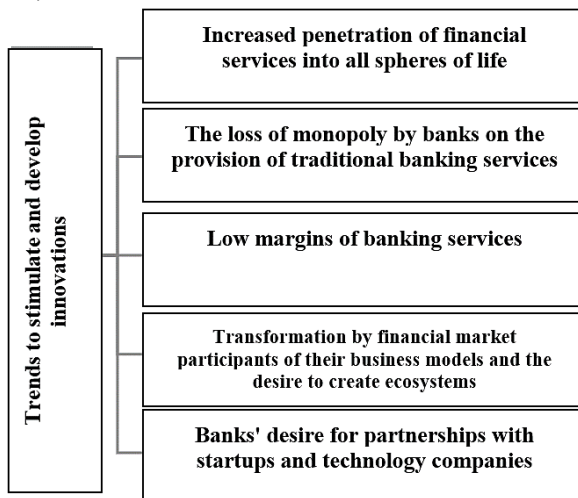 Trends to stimulate and develop
innovations
Increased penetration of financial
services into all spheres of life
The loss of monopoly by banks on the
provision of traditional banking services
Low margins of banking services
Transformation by financial market
participants of their business models and the
desire to create ecosystems
Banks' desire for partnerships with
startups and technology companies